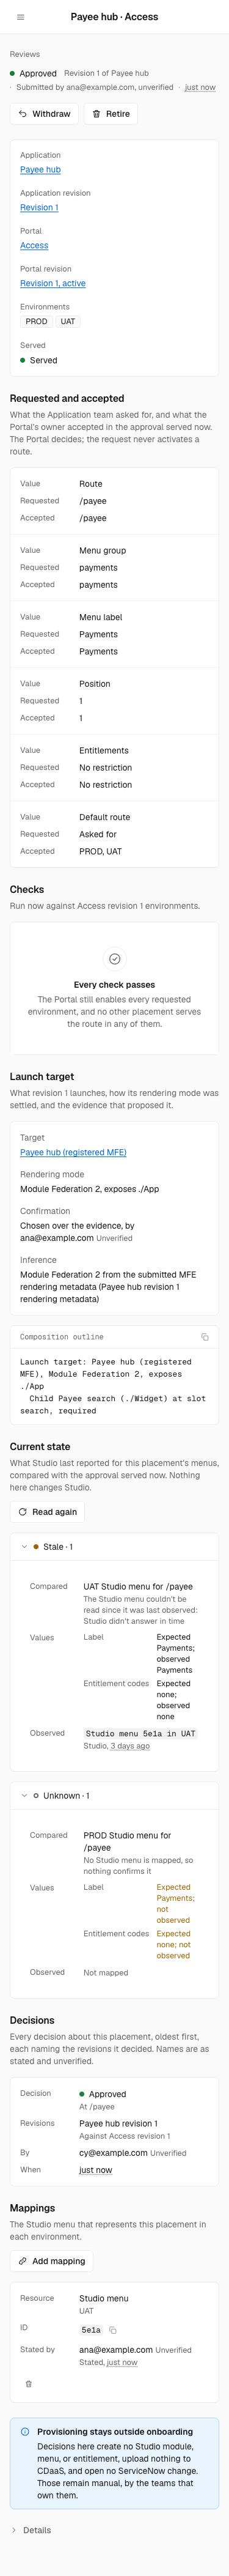 Payee hub · Access
Reviews
Approved Revision 1 of Payee hub
· Submitted by ana@example.com, unverified · just now
Withdraw Retire
Application
Payee hub
Application revision
Revision 1
Portal
Access
Portal revision
Revision 1, active
Environments
PROD UAT
Served
Served
Requested and accepted
What the Application team asked for, and what the
Portal's owner accepted in the approval served now.
The Portal decides; the request never activates a
route.
Value Route
Requested /payee
Accepted /payee
Value Menu group
Requested payments
Accepted payments
Value Menu label
Requested Payments
Accepted Payments
Value Position
Requested 1
Accepted 1
Value Entitlements
Requested No restriction
Accepted No restriction
Value Default route
Requested Asked for
Accepted PROD, UAT
Checks
Run now against Access revision 1 environments.
Every check passes
The Portal still enables every requested
environment, and no other placement serves
the route in any of them.
Launch target
What revision 1 launches, how its rendering mode was
settled, and the evidence that proposed it.
Target
Payee hub (registered MFE)
Rendering mode
Module Federation 2, exposes ./App
Confirmation
Chosen over the evidence, by
ana@example.com Unverified
Inference
Module Federation 2 from the submitted MFE
rendering metadata (Payee hub revision 1
rendering metadata)
Composition outline
Launch target: Payee hub (registered
MFE), Module Federation 2, exposes
./App
Child Payee search (./Widget) at slot
search, required
Current state
What Studio last reported for this placement's menus,
compared with the approval served now. Nothing
here changes Studio.
Read again
Stale · 1
Compared UAT Studio menu for /payee
The Studio menu couldn't be
read since it was last observed:
Studio didn't answer in time
Values Label Expected
Payments;
observed
Payments
Entitlement codes Expected
none;
observed
none
Observed Studio menu 5e1a in UAT
Studio, 3 days ago
Unknown · 1
Compared PROD Studio menu for
/payee
No Studio menu is mapped, so
nothing confirms it
Values Label Expected
Payments;
not
observed
Entitlement codes Expected
none; not
observed
Observed Not mapped
Decisions
Every decision about this placement, oldest first,
each naming the revisions it decided. Names are as
stated and unverified.
Decision Approved
At /payee
Revisions Payee hub revision 1
Against Access revision 1
By cy@example.com Unverified
When just now
Mappings
The Studio menu that represents this placement in
each environment.
Add mapping
Resource Studio menu
UAT
ID 5e1a
Stated by ana@example.com Unverified
Stated, just now
Provisioning stays outside onboarding
Decisions here create no Studio module,
menu, or entitlement, upload nothing to
CDaaS, and open no ServiceNow change.
Those remain manual, by the teams that
own them.
Details